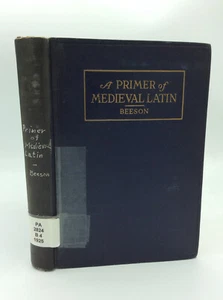 Primer
of
Medieval
Latin
—
Beeson
PA
2824
B4
1925
A PRIMER of
MEDIEVAL LATIN
BEESON